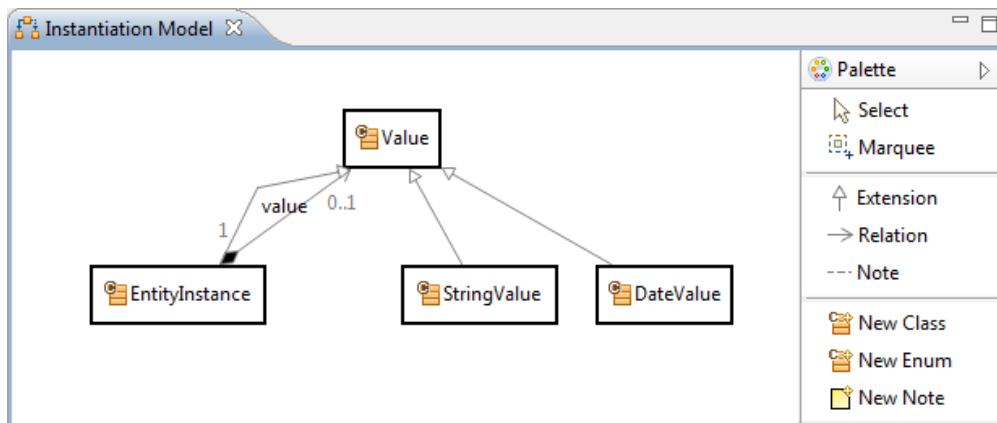 Instantiation Model
Palette
Select
Marquee
Extension
Relation
Note
New Class
New Enum
New Note
Value
value
0..1
1
EntityInstance
StringValue
DateValue